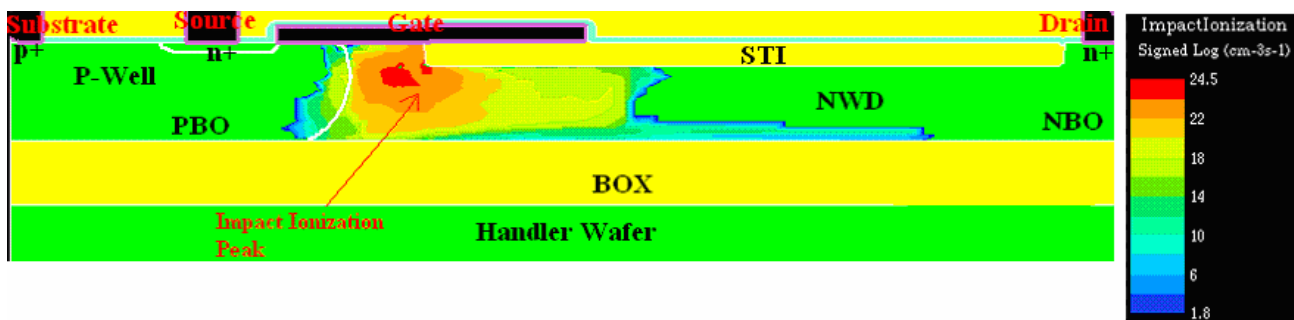 Substrate Source Gate Drain
p+ n+ STI n+
P-Well
PBO NWD NBO
BOX
Impact Ionization
Peak
Handler Wafer
ImpactIonization
Signed Log (cm-3s-1)
24.5
22
18
14
10
6
1.8